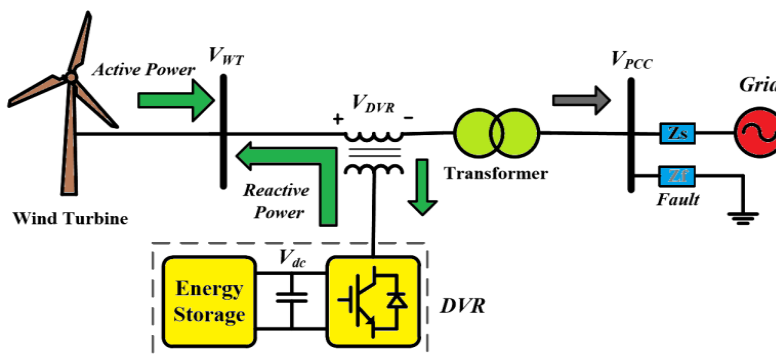 V_WT
Active Power
V_DVR
V_PCC
Grid
+
−
Zs
Zf
Transformer
Fault
Reactive
Power
Wind Turbine
V_dc
Energy
Storage
DVR